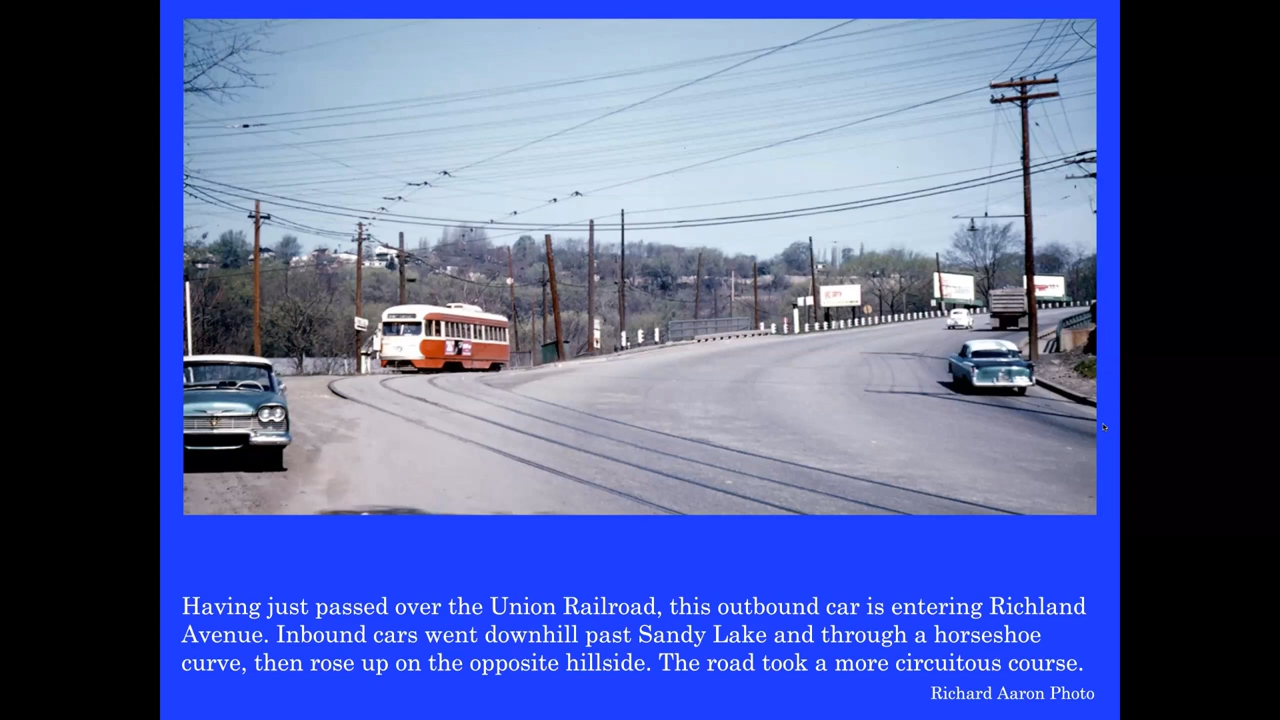 Having just passed over the Union Railroad, this outbound car is entering Richland
Avenue. Inbound cars went downhill past Sandy Lake and through a horseshoe
curve, then rose up on the opposite hillside. The road took a more circuitous course.
Richard Aaron Photo